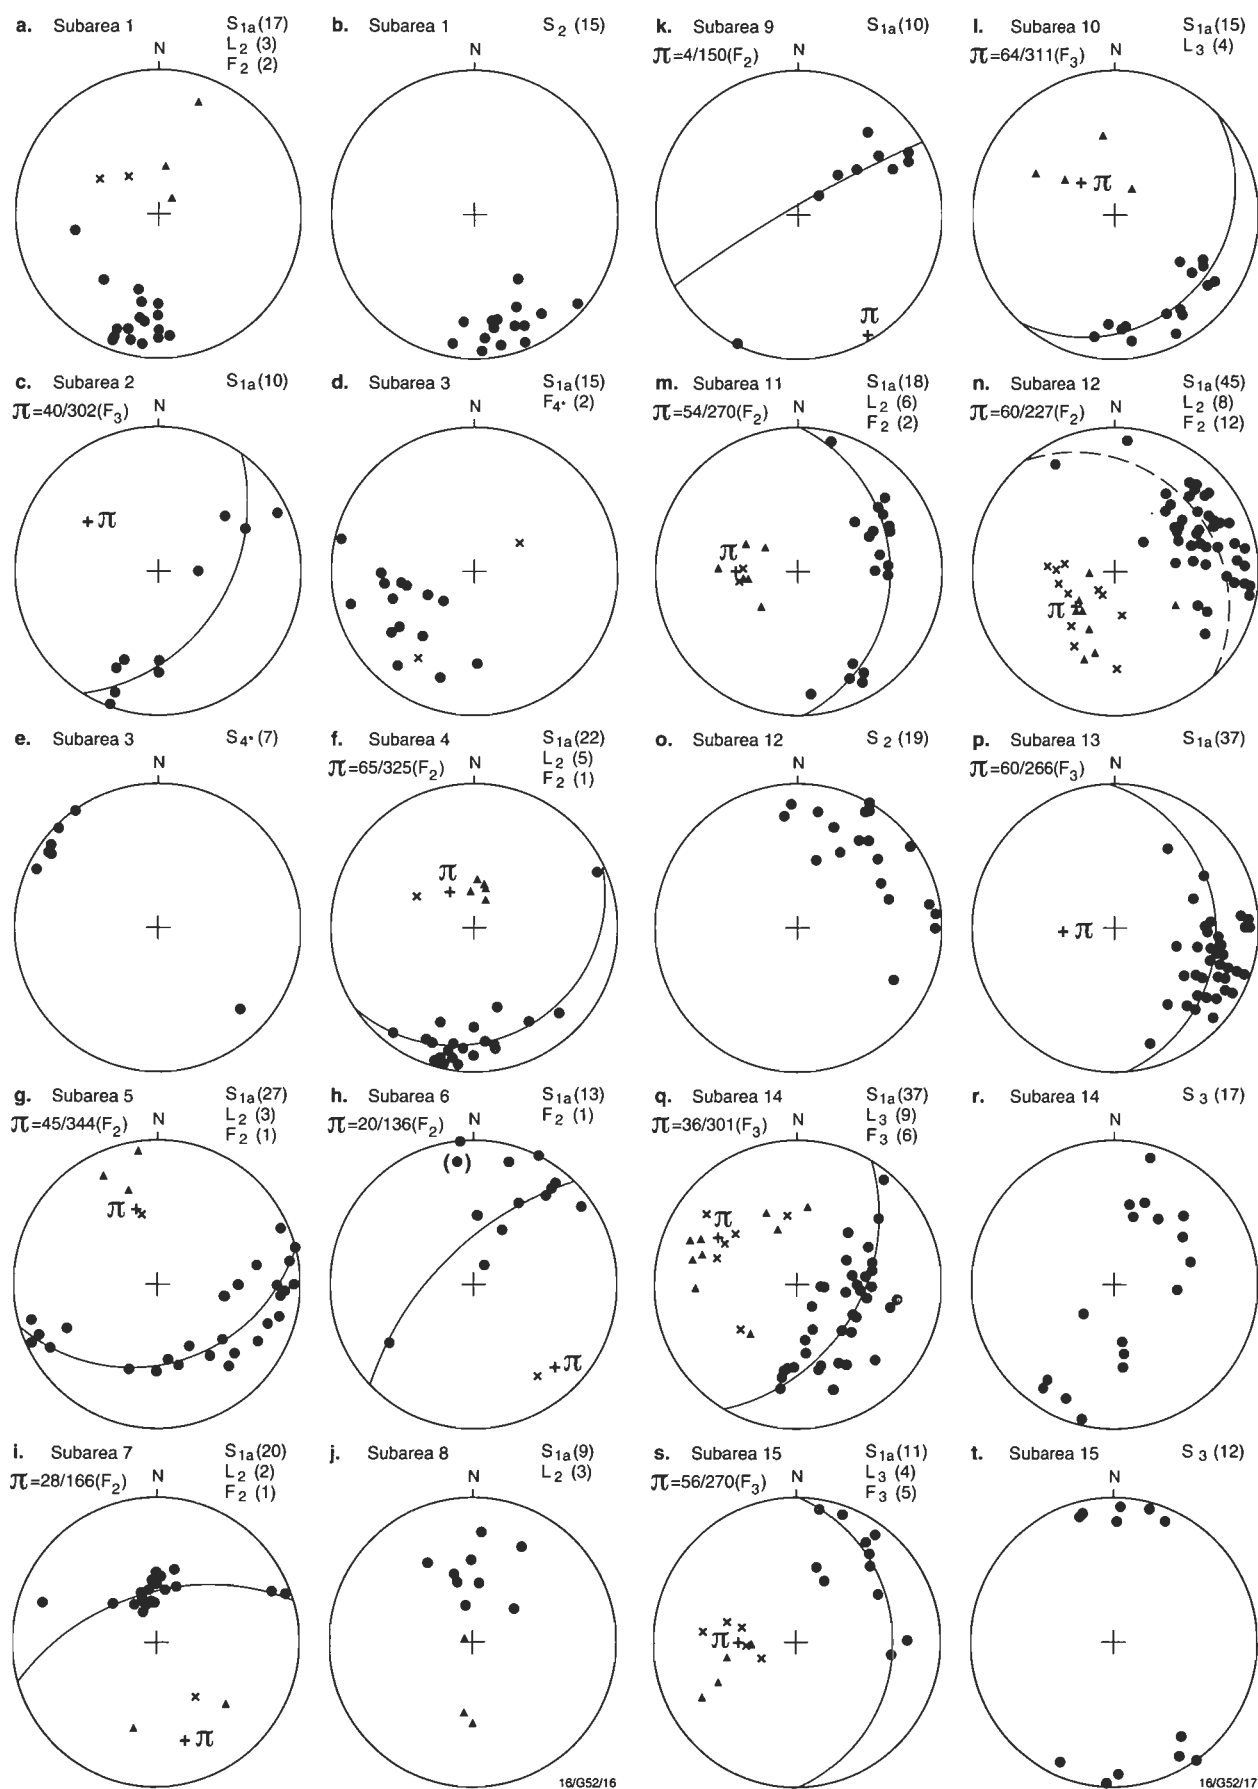 a. Subarea 1 S1a(17)
L2 (3)
F2 (2)
N
b. Subarea 1 S2 (15)
N
k. Subarea 9 S1a(10)
π=4/150(F2)
N
π
l. Subarea 10 S1a(15)
L3 (4)
π=64/311(F3)
N
π
c. Subarea 2 S1a(10)
π=40/302(F3)
N
π
d. Subarea 3 S1a(15)
F4* (2)
N
m. Subarea 11 S1a(18)
L2 (6)
F2 (2)
π=54/270(F2)
N
π
n. Subarea 12 S1a(45)
L2 (8)
F2 (12)
π=60/227(F2)
N
π
e. Subarea 3 S4*(7)
N
f. Subarea 4 S1a(22)
L2 (5)
F2 (1)
π=65/325(F2)
N
π
o. Subarea 12 S2 (19)
N
p. Subarea 13 S1a(37)
π=60/266(F3)
N
π
g. Subarea 5 S1a(27)
L2 (3)
F2 (1)
π=45/344(F2)
N
π
h. Subarea 6 S1a(13)
F2 (1)
π=20/136(F2)
N
( )
π
q. Subarea 14 S1a(37)
L3 (9)
F3 (6)
π=36/301(F3)
N
π
r. Subarea 14 S3 (17)
N
i. Subarea 7 S1a(20)
L2 (2)
F2 (1)
π=28/166(F2)
N
π
j. Subarea 8 S1a(9)
L2 (3)
N
16/G52/16
s. Subarea 15 S1a(11)
L3 (4)
F3 (5)
π=56/270(F3)
N
π
t. Subarea 15 S3 (12)
N
16/G52/17